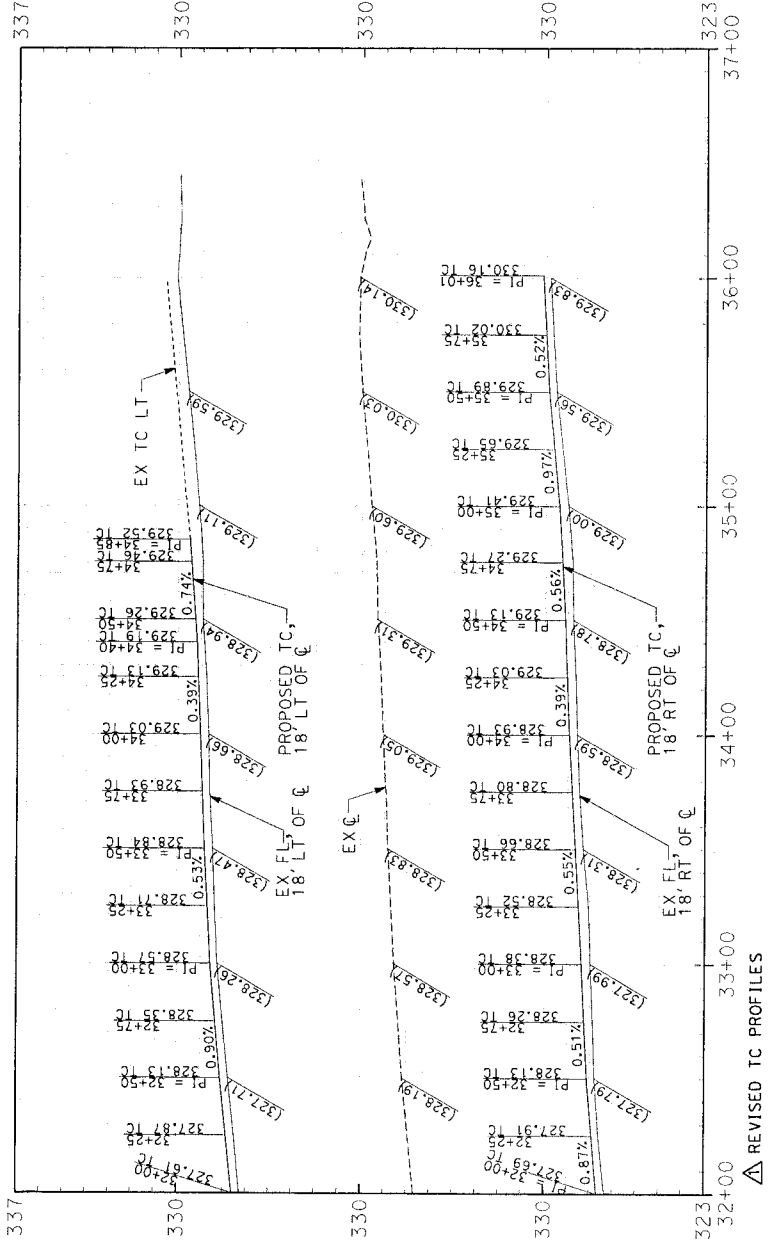 337
330
330
330
323
32+00
33+00
34+00
35+00
36+00
37+00
337
330
330
330
323
32+00
327.67 TC
32+25
327.87 TC
PI = 32+50
328.13 TC
32+75
328.35 TC
PI = 33+00
328.57 TC
33+25
328.71 TC
PI = 33+50
328.84 TC
33+75
328.93 TC
34+00
329.03 TC
34+25
329.13 TC
PI = 34+40
329.19 TC
34+50
329.26 TC
34+75
329.46 TC
PI = 34+85
329.52 TC
0.90%
0.53%
0.39%
0.74%
(327.71)
(328.26)
(328.47)
(328.66)
(328.94)
(329.11)
(329.59)
EX TC LT
EX FL,
18' LT OF ℄
PROPOSED TC,
18' LT OF ℄
EX ℄
(328.19)
(328.57)
(328.83)
(329.05)
(329.31)
(329.60)
(330.03)
(330.14)
32+00
327.69 TC
32+25
327.91 TC
PI = 32+50
328.13 TC
32+75
328.26 TC
PI = 33+00
328.38 TC
33+25
328.52 TC
33+50
328.66 TC
33+75
328.80 TC
PI = 34+00
328.93 TC
34+25
329.03 TC
PI = 34+50
329.13 TC
34+75
329.27 TC
PI = 35+00
329.41 TC
35+25
329.65 TC
PI = 35+50
329.89 TC
35+75
330.02 TC
PI = 36+01
330.16 TC
0.87%
0.51%
0.55%
0.39%
0.56%
0.97%
0.52%
(327.79)
(327.99)
(328.31)
(328.59)
(328.78)
(329.00)
(329.56)
(329.83)
EX FL,
18' RT OF ℄
PROPOSED TC,
18' RT OF ℄
1 REVISED TC PROFILES